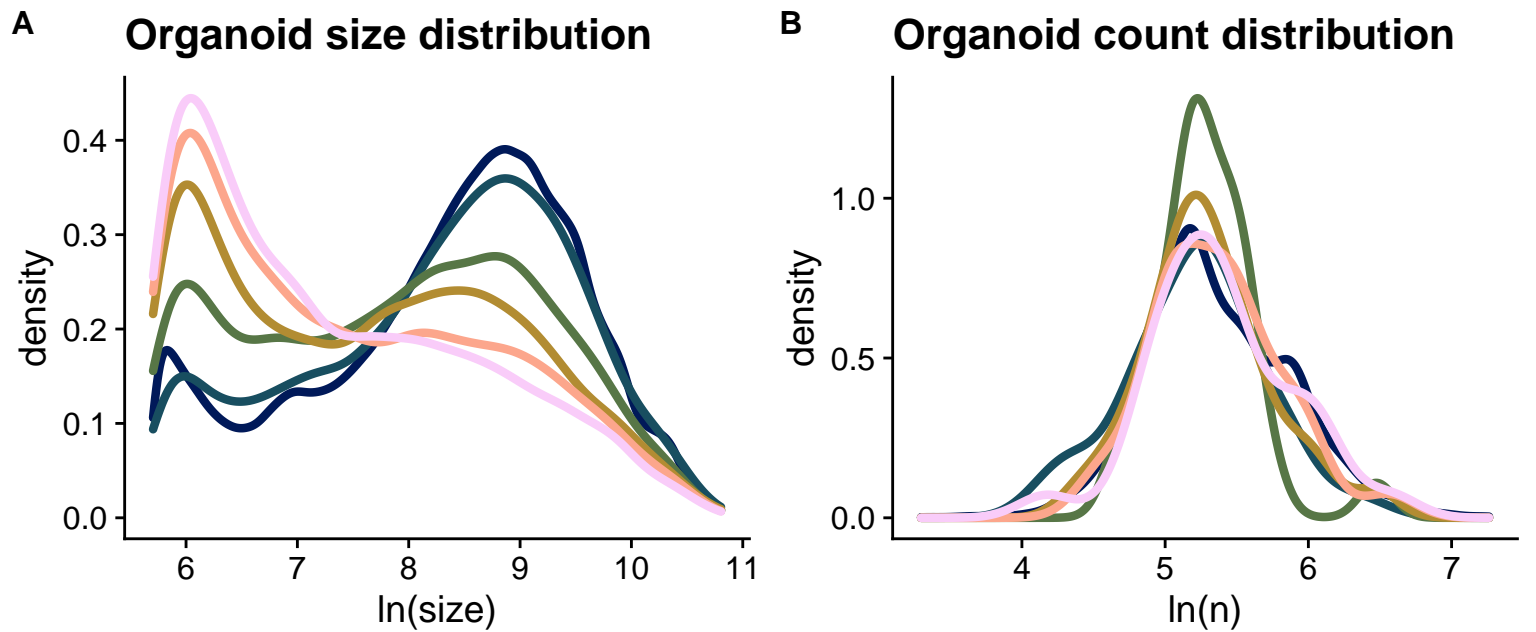 A
Organoid size distribution
density
0.4
0.3
0.2
0.1
0.0
6 7 8 9 10 11
ln(size)
B
Organoid count distribution
density
1.0
0.5
0.0
4 5 6 7
ln(n)